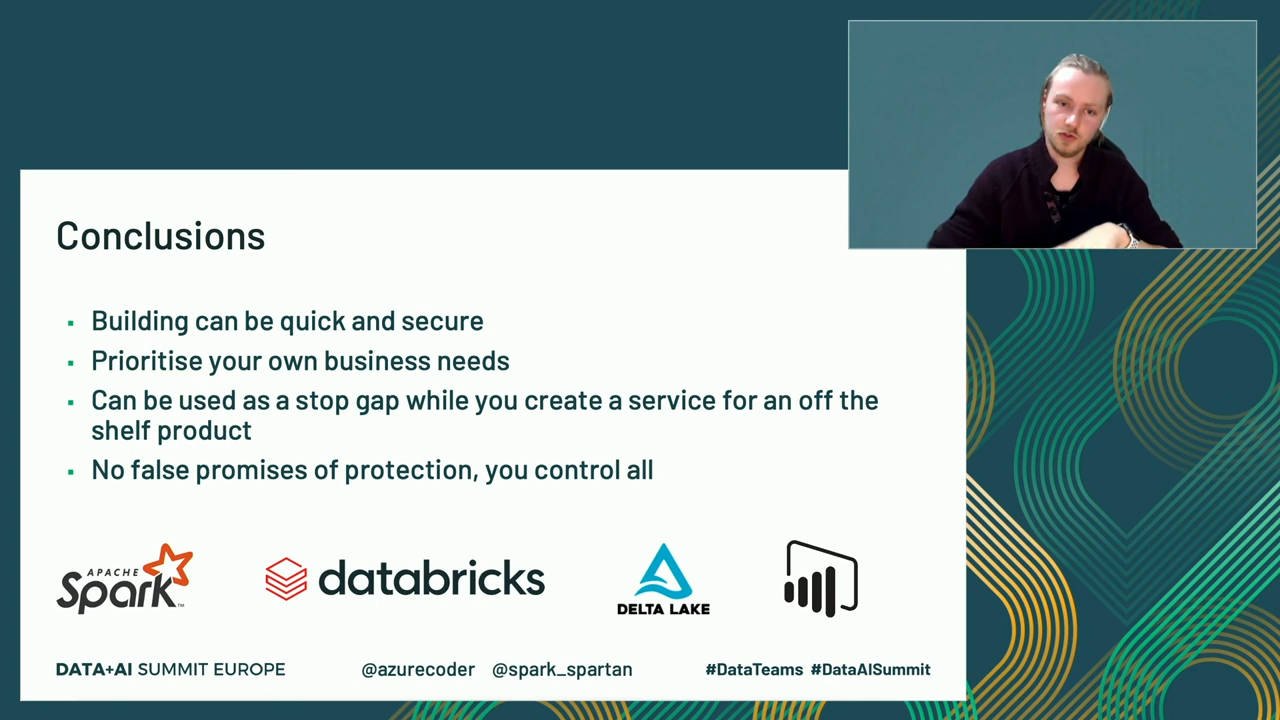 Conclusions
Building can be quick and secure
Prioritise your own business needs
Can be used as a stop gap while you create a service for an off the
shelf product
No false promises of protection, you control all
APACHE
Spark™
databricks
DELTA LAKE
DATA+AI SUMMIT EUROPE
@azurecoder @spark_spartan
#DataTeams #DataAISummit